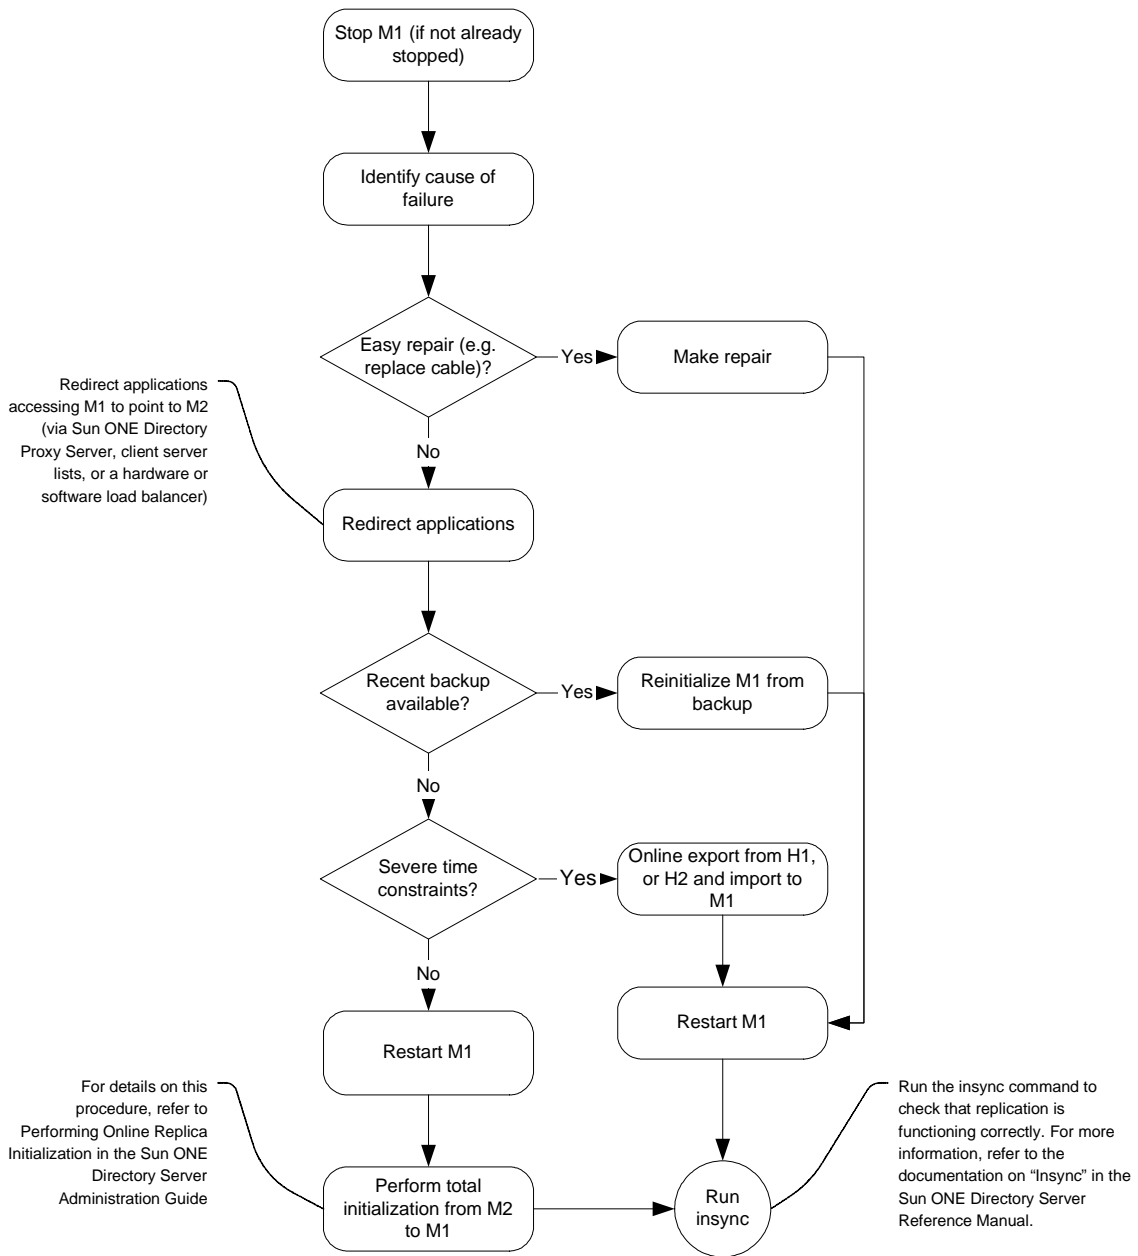 Stop M1 (if not already
stopped)
Identify cause of
failure
Easy repair (e.g.
replace cable)?
Yes
Make repair
Redirect applications
accessing M1 to point to M2
(via Sun ONE Directory
Proxy Server, client server
lists, or a hardware or
software load balancer)
No
Redirect applications
Recent backup
available?
Yes
Reinitialize M1 from
backup
No
Severe time
constraints?
Yes
Online export from H1,
or H2 and import to
M1
No
Restart M1
Restart M1
For details on this
procedure, refer to
Performing Online Replica
Initialization in the Sun ONE
Directory Server
Administration Guide
Perform total
initialization from M2
to M1
Run
insync
Run the insync command to
check that replication is
functioning correctly. For more
information, refer to the
documentation on “Insync” in the
Sun ONE Directory Server
Reference Manual.